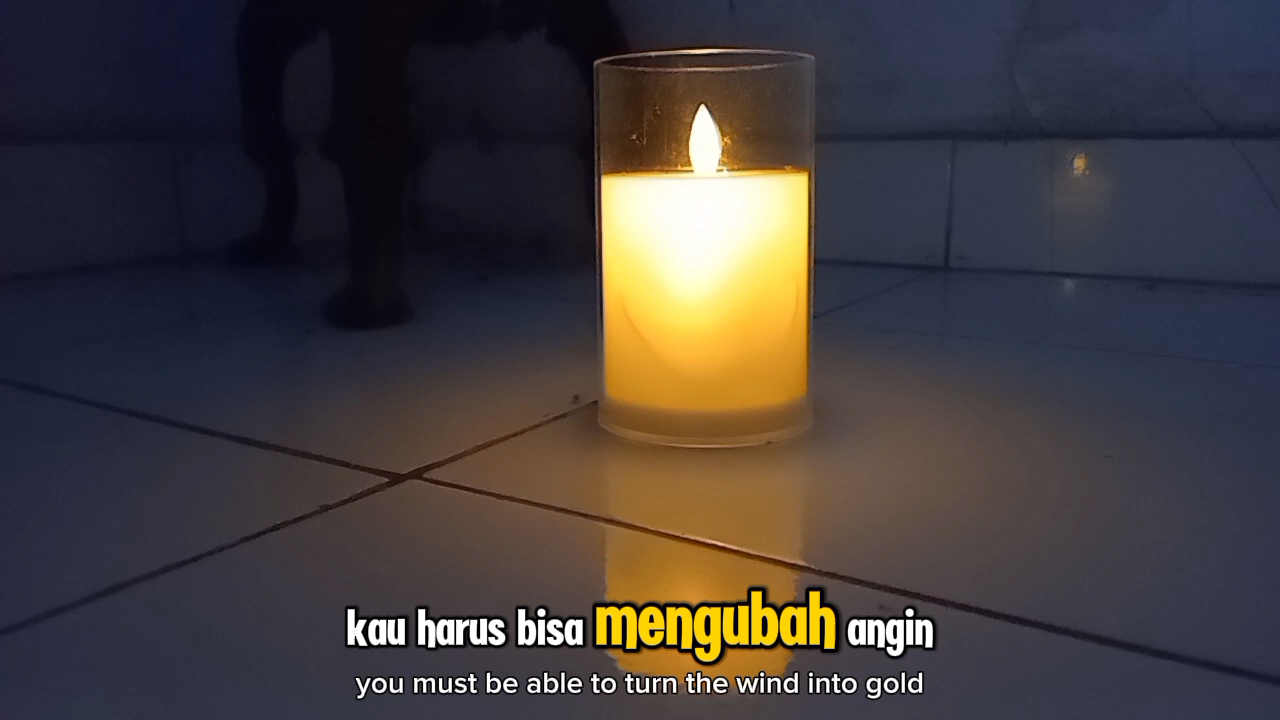 kau harus bisa mengubah angin
you must be able to turn the wind into gold